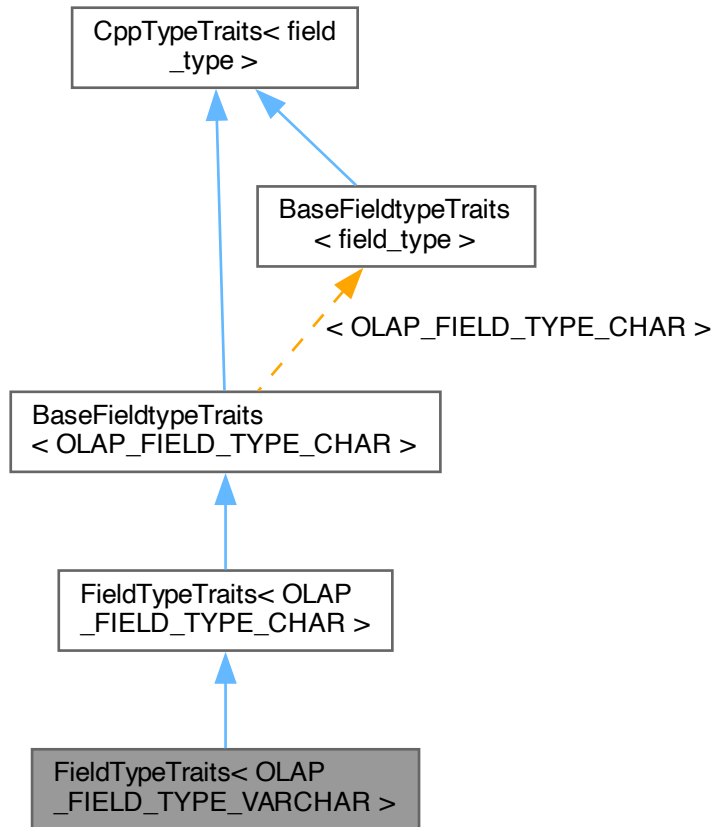 CppTypeTraits< field
_type >
BaseFieldtypeTraits
< field_type >
< OLAP_FIELD_TYPE_CHAR >
BaseFieldtypeTraits
< OLAP_FIELD_TYPE_CHAR >
FieldTypeTraits< OLAP
_FIELD_TYPE_CHAR >
FieldTypeTraits< OLAP
_FIELD_TYPE_VARCHAR >